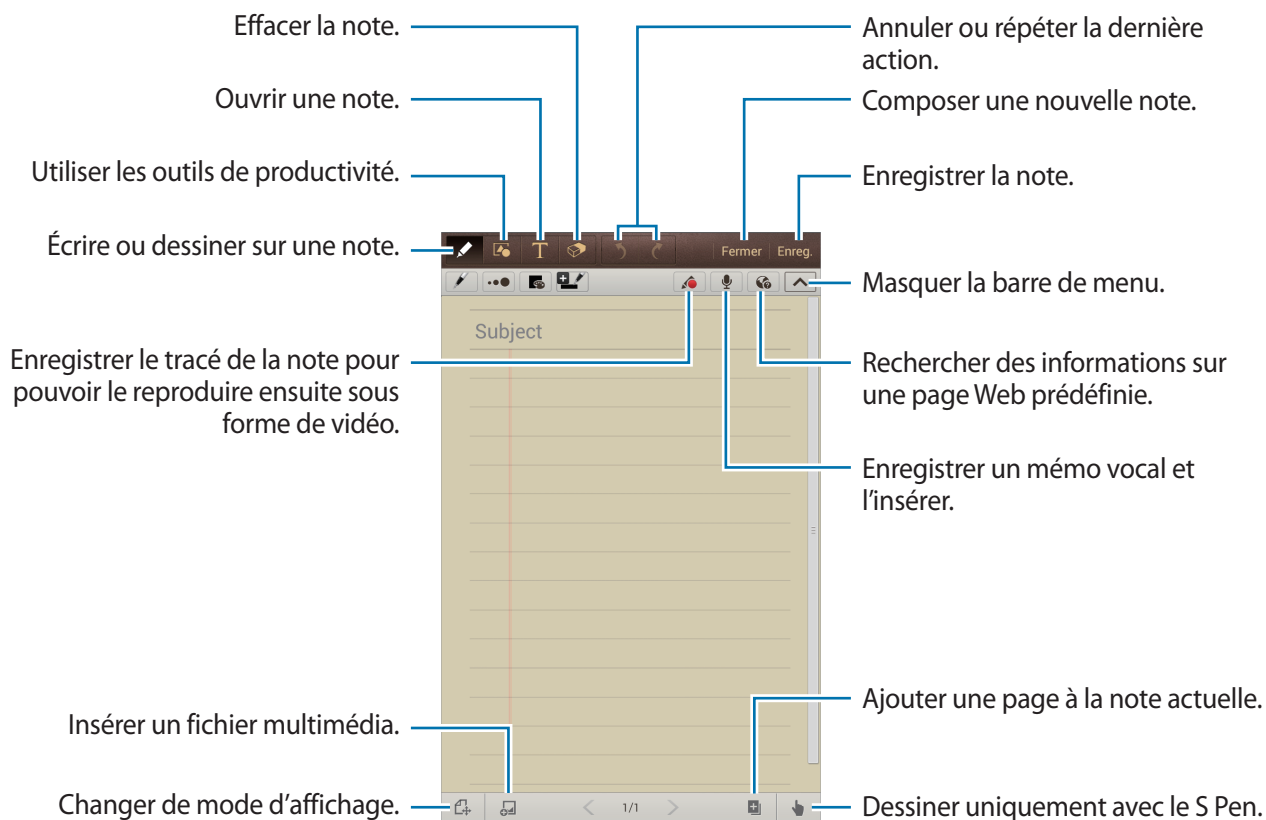 Effacer la note.
Ouvrir une note.
Utiliser les outils de productivité.
Écrire ou dessiner sur une note.
Enregistrer le tracé de la note pour
pouvoir le reproduire ensuite sous
forme de vidéo.
Insérer un fichier multimédia.
Changer de mode d'affichage.
T
Fermer
Enreg.
Subject
1/1
Annuler ou répéter la dernière
action.
Composer une nouvelle note.
Enregistrer la note.
Masquer la barre de menu.
Rechercher des informations sur
une page Web prédéfinie.
Enregistrer un mémo vocal et
l'insérer.
Ajouter une page à la note actuelle.
Dessiner uniquement avec le S Pen.